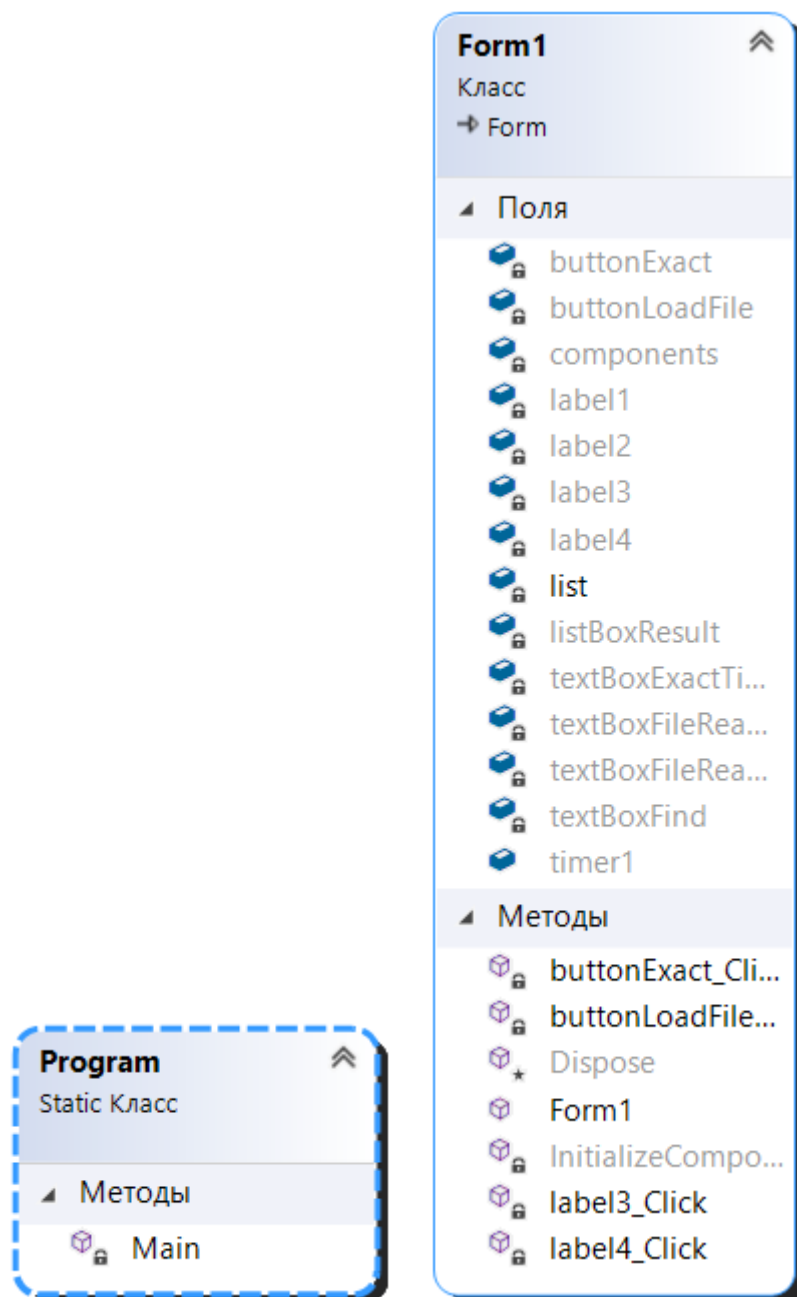 Form1
Класс
Form
Поля
buttonExact
buttonLoadFile
components
label1
label2
label3
label4
list
listBoxResult
textBoxExactTi...
textBoxFileRea...
textBoxFileRea...
textBoxFind
timer1
Методы
buttonExact_Cli...
buttonLoadFile...
Dispose
Form1
InitializeCompo...
label3_Click
label4_Click
Program
Static Класс
Методы
Main